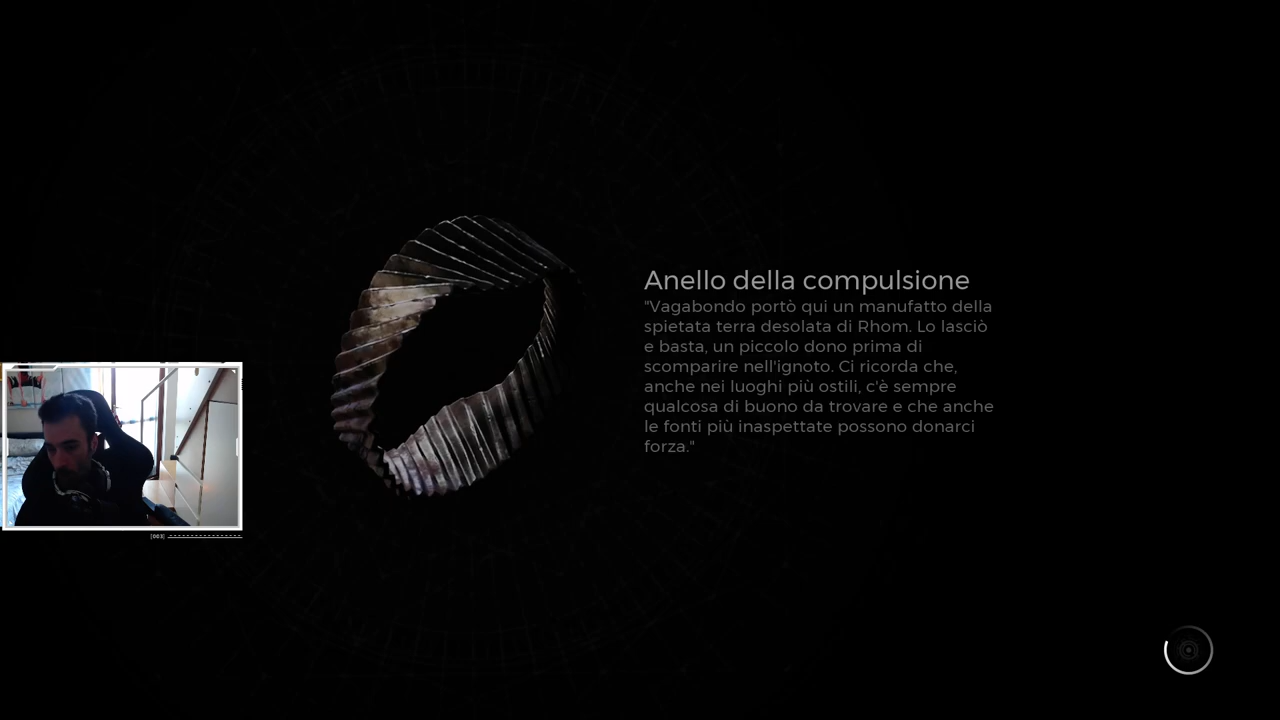 Anello della compulsione
"Vagabondo portò qui un manufatto della
spietata terra desolata di Rhom. Lo lasciò
e basta, un piccolo dono prima di
scomparire nell'ignoto. Ci ricorda che,
anche nei luoghi più ostili, c'è sempre
qualcosa di buono da trovare e che anche
le fonti più inaspettate possono donarci
forza."